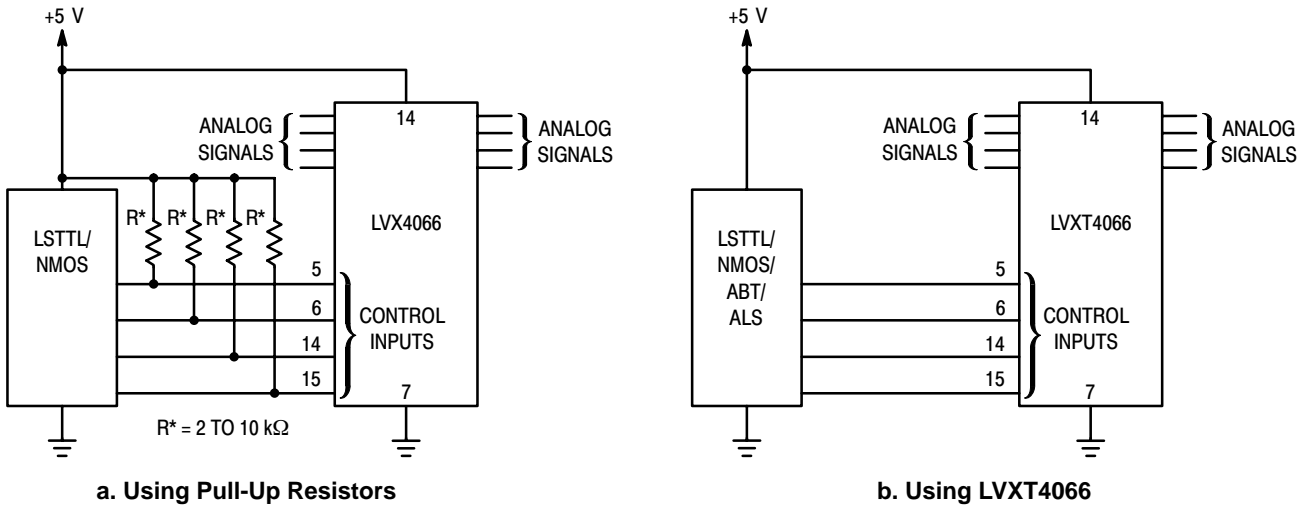 +5 V
14
ANALOG
SIGNALS
ANALOG
SIGNALS
R* R* R* R*
LSTTL/
NMOS
LVX4066
5
6
14
15
CONTROL
INPUTS
7
R* = 2 TO 10 kΩ
a. Using Pull-Up Resistors
+5 V
14
ANALOG
SIGNALS
ANALOG
SIGNALS
LSTTL/
NMOS/
ABT/
ALS
LVXT4066
5
6
14
15
CONTROL
INPUTS
7
b. Using LVXT4066